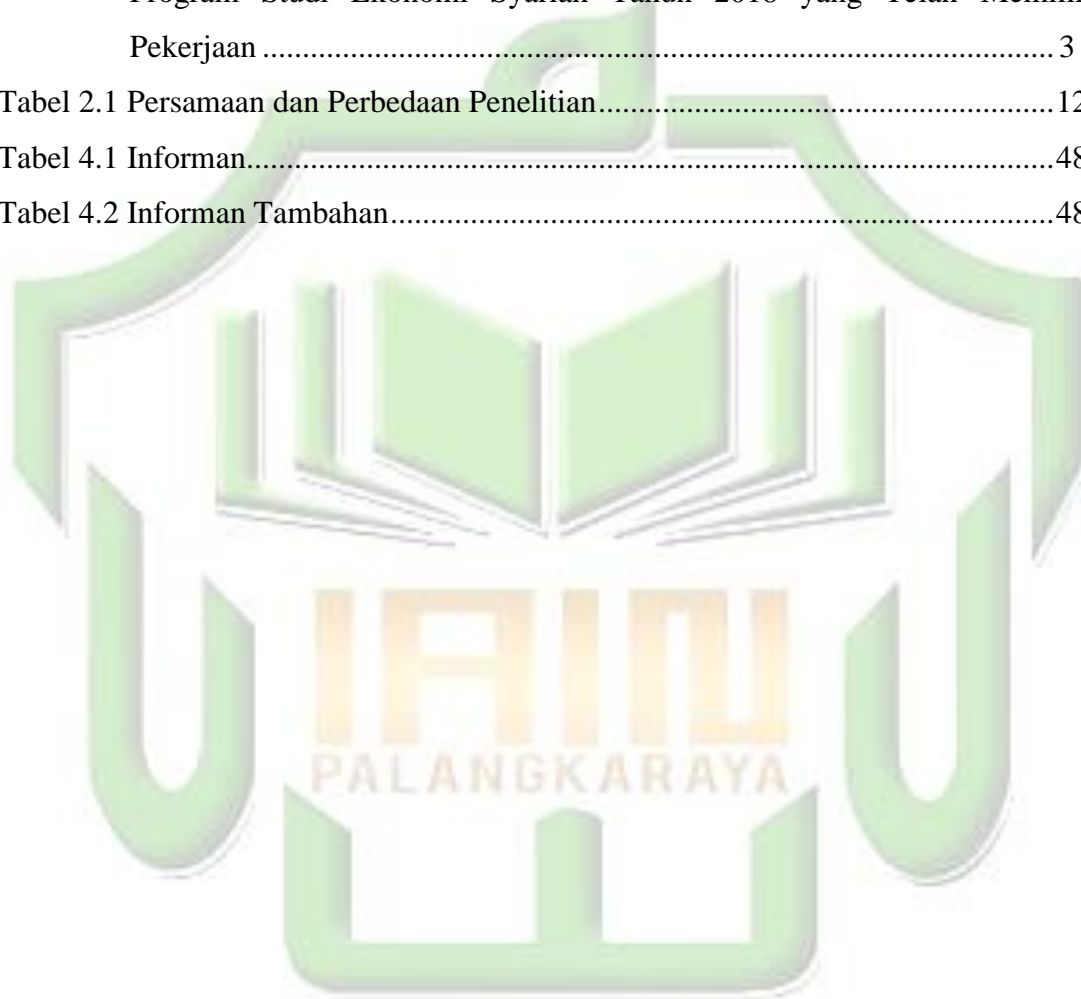 Program Studi Ekonomi Syariah Tahun 2018 yang Telah
Pekerjaan ........................................................................................................ 3
Tabel 2.1 Persamaan dan Perbedaan Penelitian.............................................................12
Tabel 4.1 Informan...........................................................................................................48
Tabel 4.2 Informan Tambahan.........................................................................................48
IAIN
PALANGKARAYA